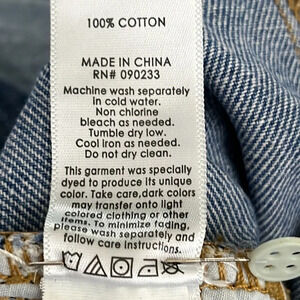 100% COTTON
MADE IN CHINA
RN# 090233
Machine wash separately
in cold water.
Non chlorine
bleach as needed.
Tumble dry low.
Cool iron as needed.
Do not dry clean.
This garment was specially
dyed to produce its unique
color. Take care,dark colors
may transfer onto light
colored clothing or other
items. To minimize fading,
please wash separately and
follow care instructions.